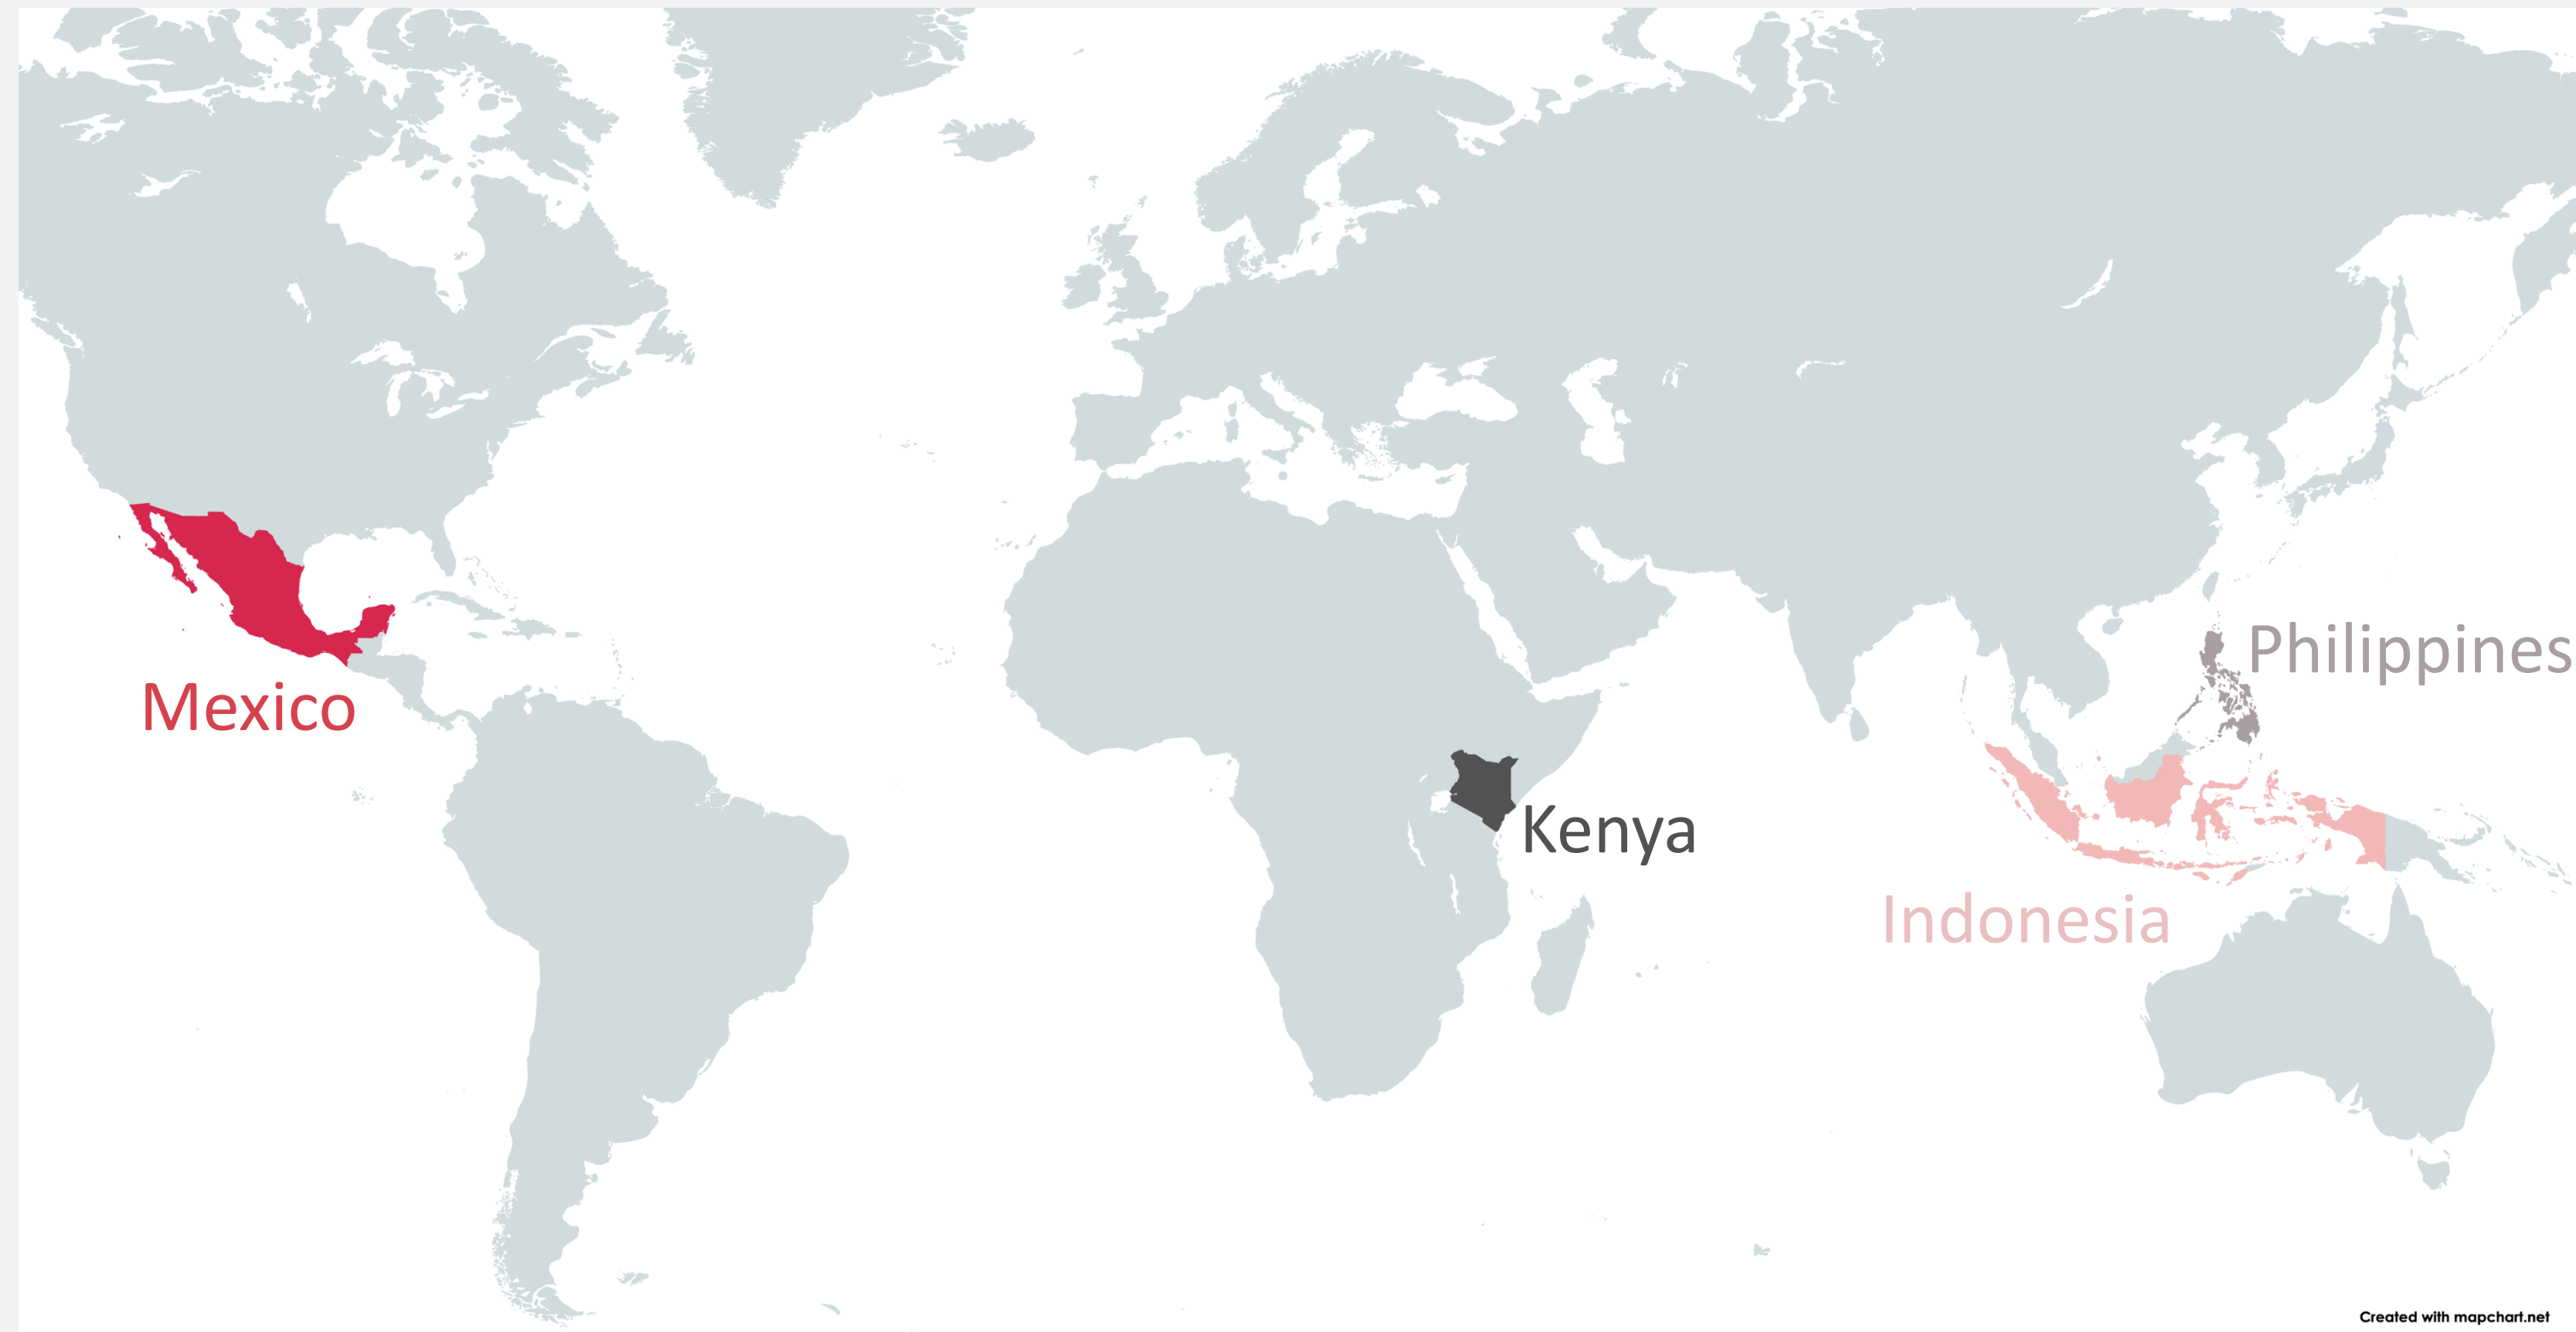 Philippines
Mexico
Kenya
Indonesia
Created with mapchart.net